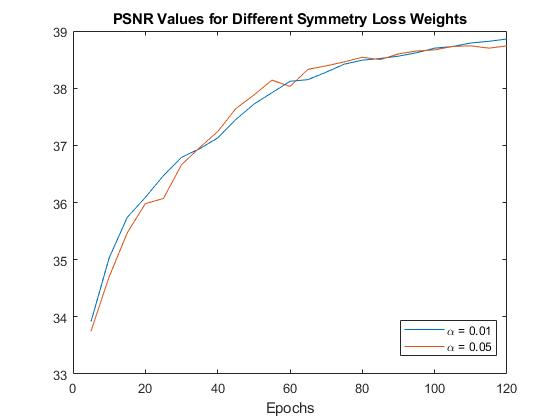 PSNR Values for Different Symmetry Loss Weights
39
38
37
36
35
34
33
0 20 40 60 80 100 120
Epochs
α = 0.01
α = 0.05